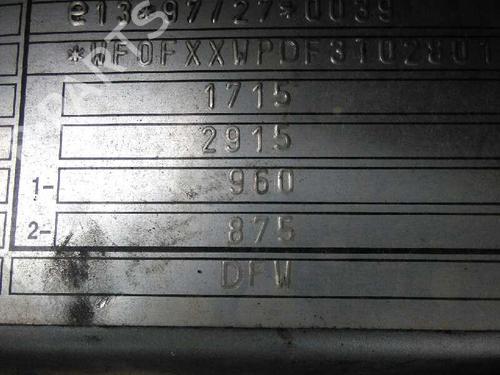 e13*97/27*0039
*WF0FXXWPDF3T02801
1715
2915
1- 960
2- 875
DFW